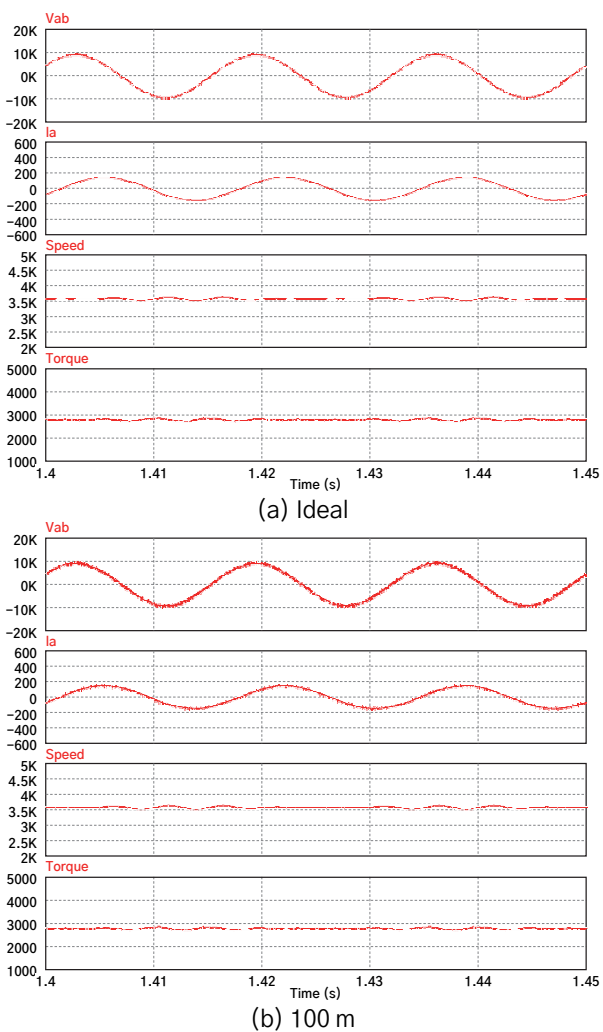 Vab
20K
10K
0K
-10K
-20K
Ia
600
400
200
0
-200
-400
-600
Speed
5K
4.5K
4K
3.5K
3K
2.5K
2K
Torque
5000
4000
3000
2000
1000
1.4 1.41 1.42 1.43 1.44 1.45
Time (s)
(a) Ideal
Vab
20K
10K
0K
-10K
-20K
Ia
600
400
200
0
-200
-400
-600
Speed
5K
4.5K
4K
3.5K
3K
2.5K
2K
Torque
5000
4000
3000
2000
1000
1.4 1.41 1.42 1.43 1.44 1.45
Time (s)
(b) 100 m